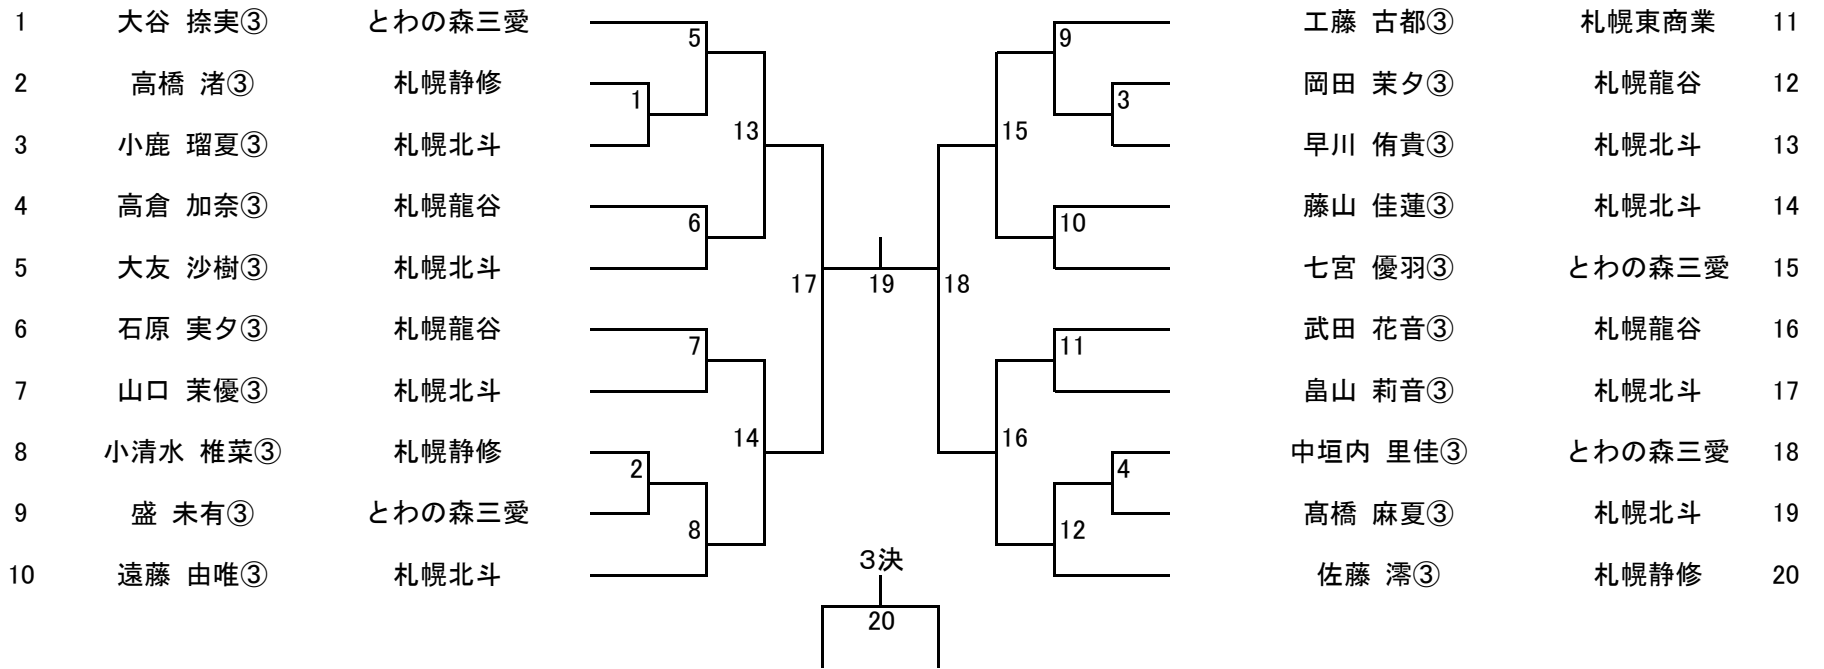 1 大谷 捺実③ とわの森三愛 工藤 古都③ 札幌東商業 11
5 9
2 高橋 渚③ 札幌静修 岡田 茉夕③ 札幌龍谷 12
1 3
13 15
3 小鹿 瑠夏③ 札幌北斗 早川 侑貴③ 札幌北斗 13
4 高倉 加奈③ 札幌龍谷 藤山 佳蓮③ 札幌北斗 14
6 10
5 大友 沙樹③ 札幌北斗 七宮 優羽③ とわの森三愛 15
17 19 18
6 石原 実夕③ 札幌龍谷 武田 花音③ 札幌龍谷 16
7 11
7 山口 茉優③ 札幌北斗 畠山 莉音③ 札幌北斗 17
14 16
8 小清水 椎菜③ 札幌静修 中垣内 里佳③ とわの森三愛 18
2 4
9 盛 未有③ とわの森三愛 髙橋 麻夏③ 札幌北斗 19
8 12
3決
10 遠藤 由唯③ 札幌北斗 佐藤 澪③ 札幌静修 20
20